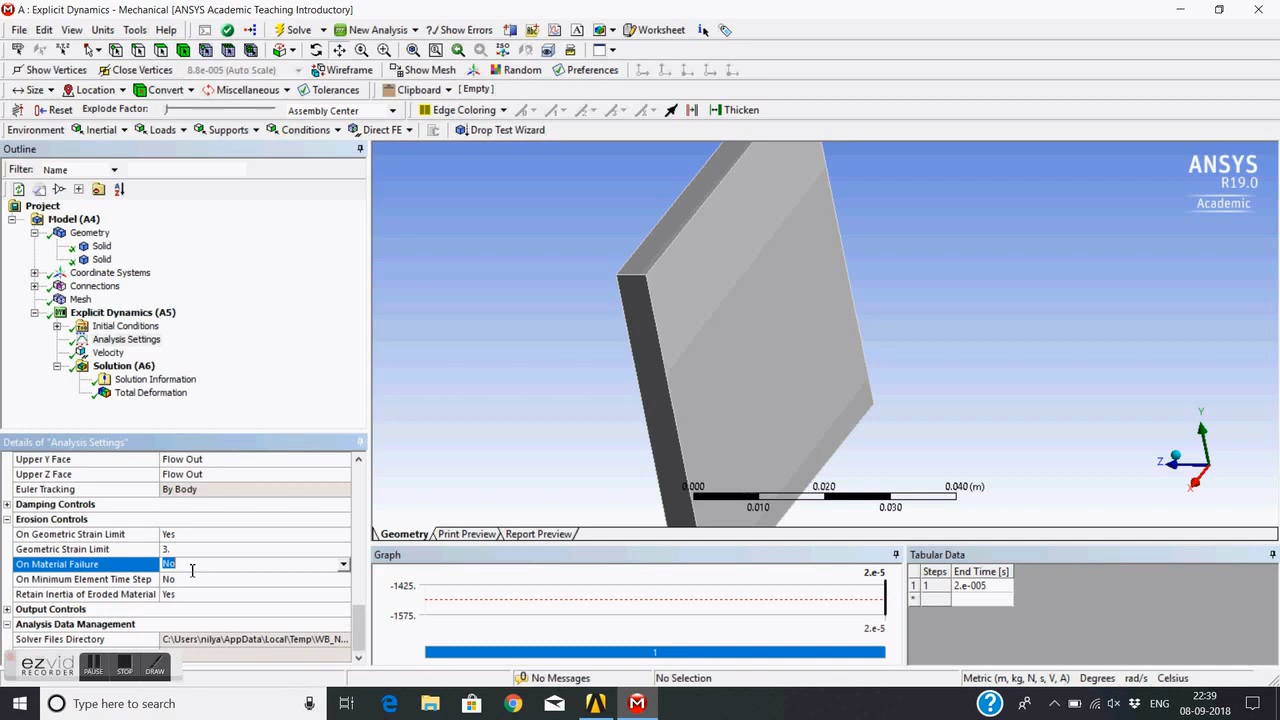 A : Explicit Dynamics - Mechanical [ANSYS Academic Teaching Introductory]
File Edit View Units Tools Help Solve New Analysis Show Errors Worksheet
Show Vertices Close Vertices 8.8e-005 (Auto Scale) Wireframe Show Mesh Random Preferences
Size Location Convert Miscellaneous Tolerances Clipboard [Empty]
Reset Explode Factor: Assembly Center Edge Coloring Thicken
Environment Inertial Loads Supports Conditions Direct FE Drop Test Wizard
Outline
Filter: Name
Project
Model (A4)
Geometry
Solid
Solid
Coordinate Systems
Connections
Mesh
Explicit Dynamics (A5)
Initial Conditions
Analysis Settings
Velocity
Solution (A6)
Solution Information
Total Deformation
ANSYS
R19.0
Academic
Y
Z
X
0.000 0.020 0.040 (m)
0.010 0.030
Geometry Print Preview Report Preview
Details of "Analysis Settings"
Upper Y Face Flow Out
Upper Z Face Flow Out
Euler Tracking By Body
Damping Controls
Erosion Controls
On Geometric Strain Limit Yes
Geometric Strain Limit 3.
On Material Failure No
On Minimum Element Time Step No
Retain Inertia of Eroded Material Yes
Output Controls
Analysis Data Management
Solver Files Directory C:\Users\nilya\AppData\Local\Temp\WB_N...
Graph
2.e-5
-1425.
-1575.
2.e-5
1
Tabular Data
Steps End Time [s]
1 1 2.e-005
*
ezvid
RECORDER
PAUSE STOP DRAW
0 No Messages No Selection Metric (m, kg, N, s, V, A) Degrees rad/s Celsius
Type here to search
ENG
22:39
08-09-2018